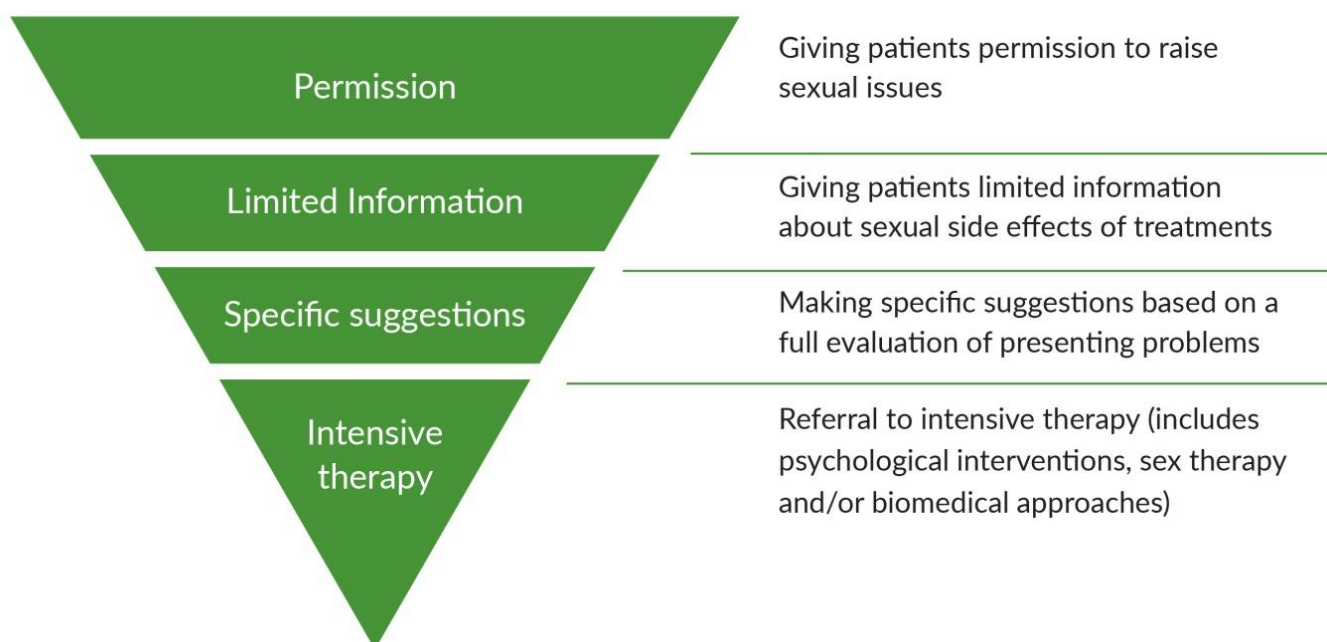 Permission
Giving patients permission to raise
sexual issues
Limited Information
Giving patients limited information
about sexual side effects of treatments
Specific suggestions
Making specific suggestions based on a
full evaluation of presenting problems
Intensive
therapy
Referral to intensive therapy (includes
psychological interventions, sex therapy
and/or biomedical approaches)